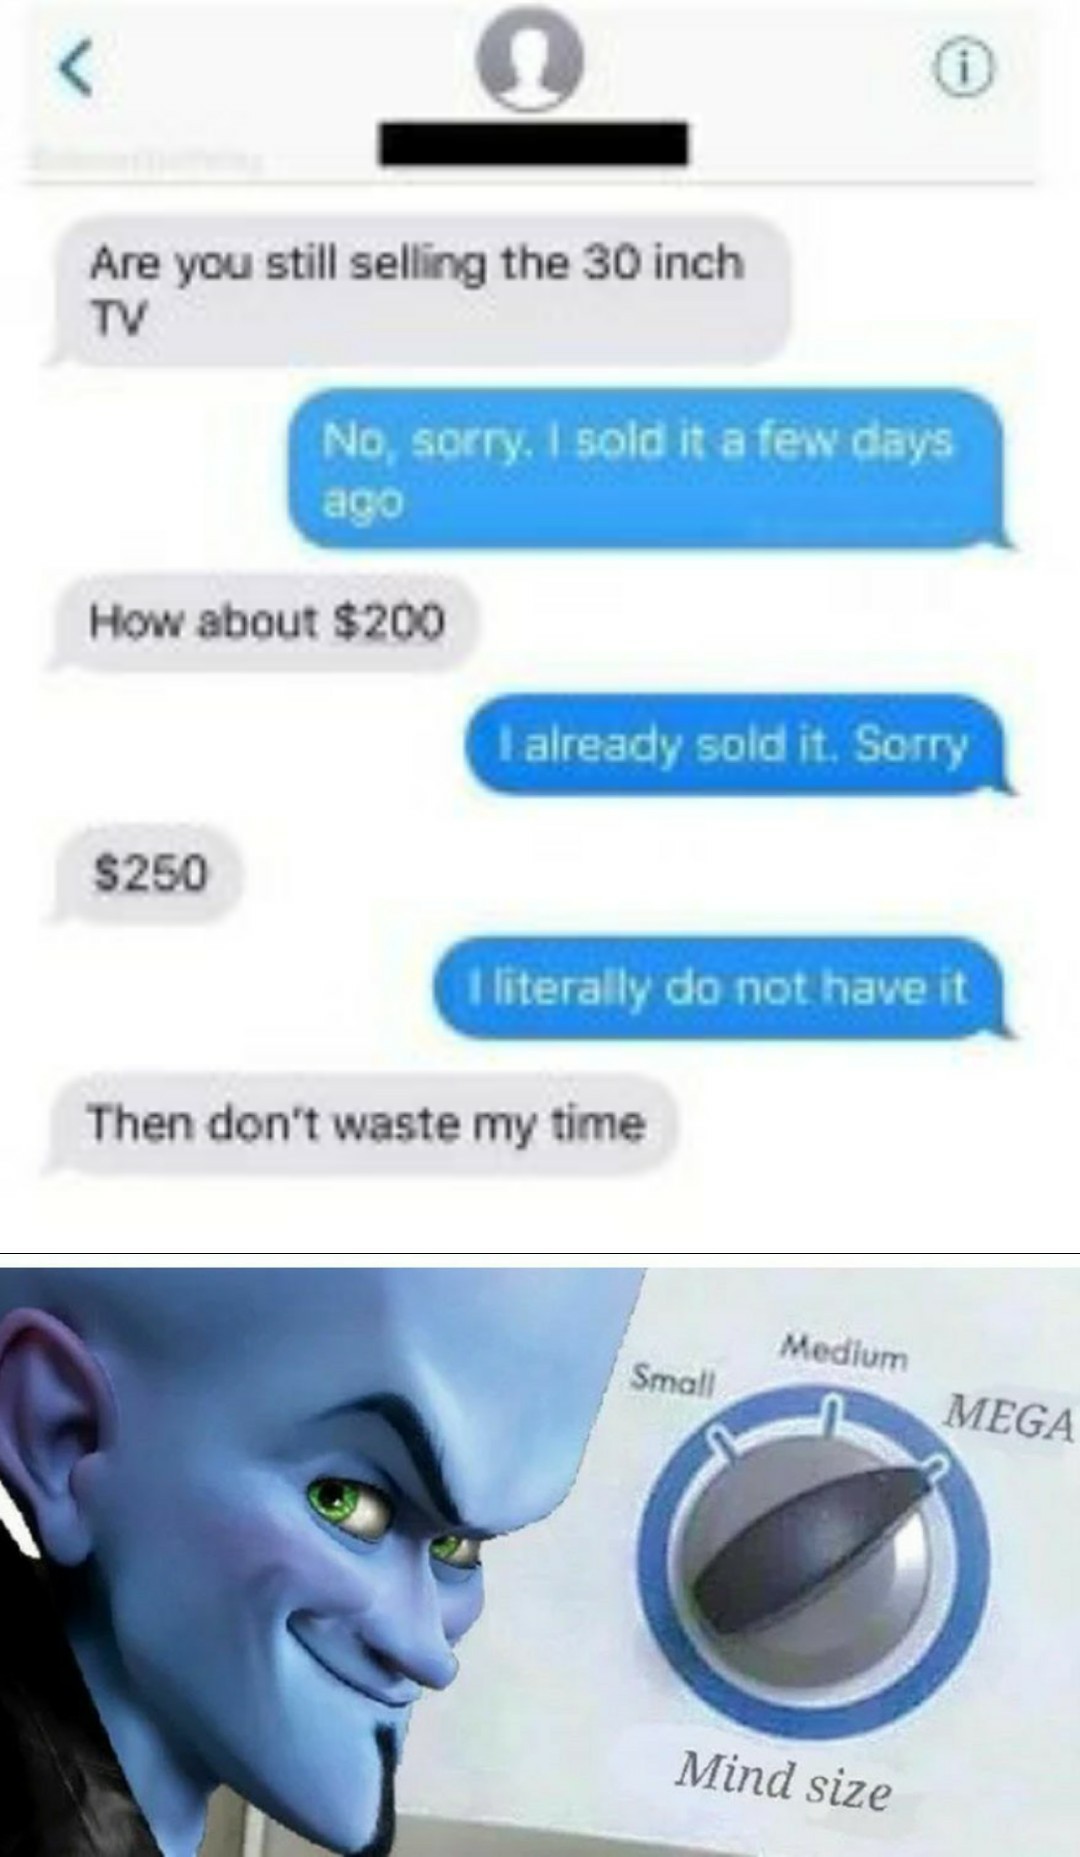 Are you still selling the 30 inch
TV
No, sorry. I sold it a few days
ago
How about $200
I already sold it. Sorry
$250
I literally do not have it
Then don't waste my time
Small
Medium
MEGA
Mind size